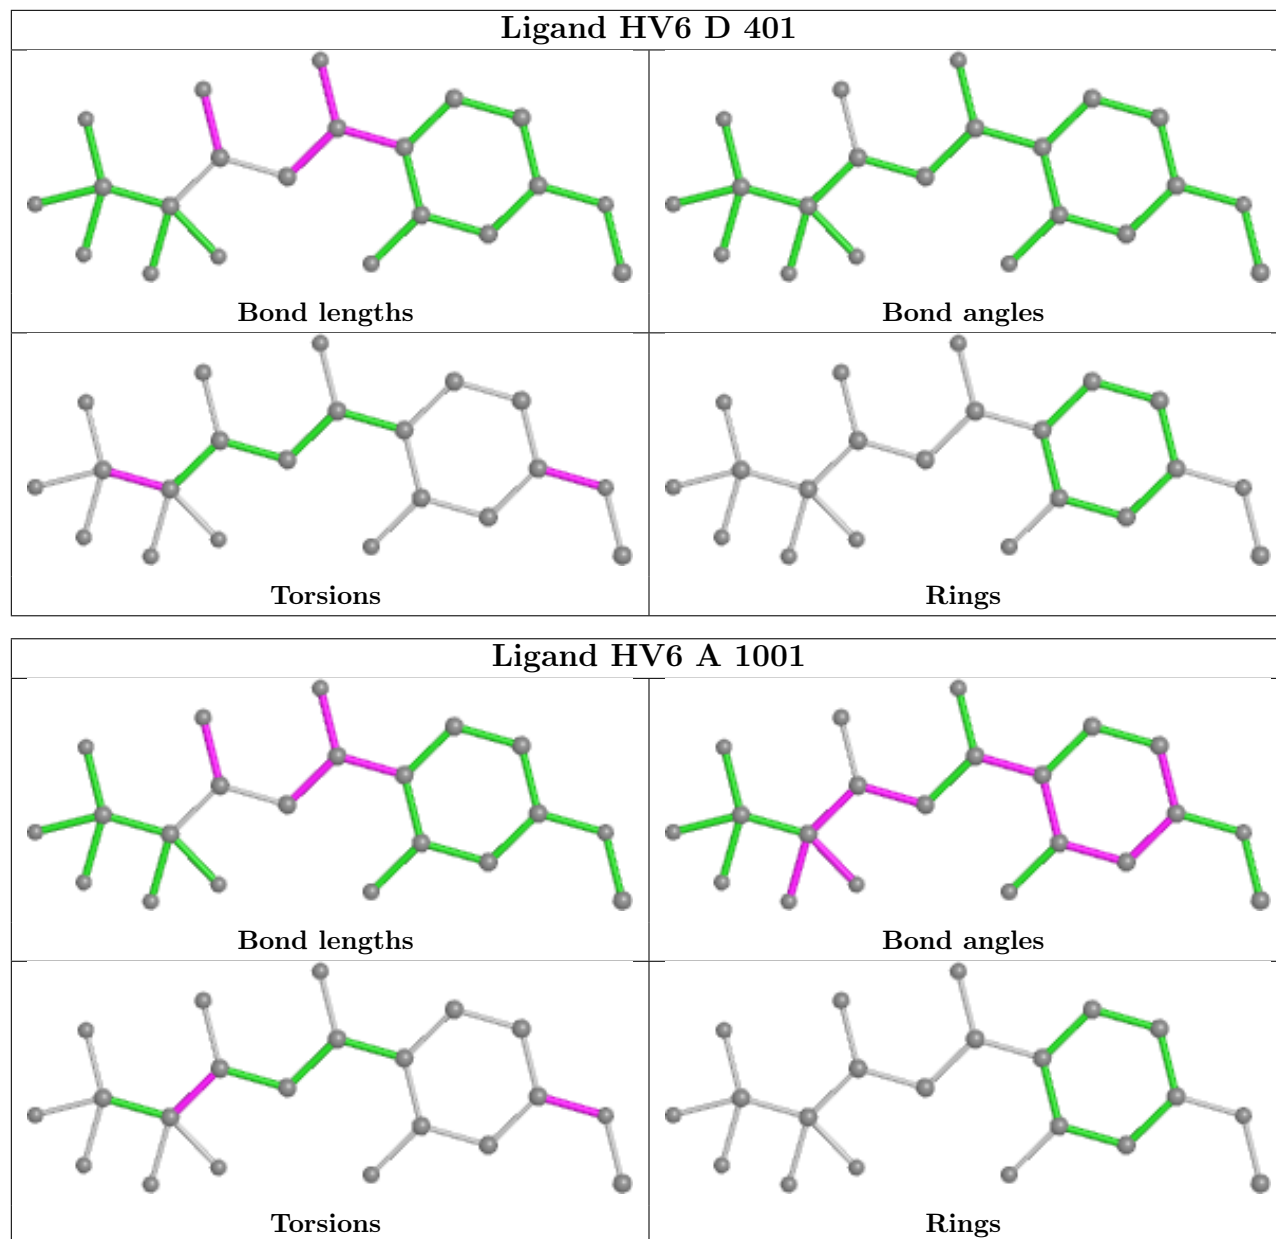 Ligand HV6 D 401
Bond lengths
Bond angles
Torsions
Rings
Ligand HV6 A 1001
Bond lengths
Bond angles
Torsions
Rings